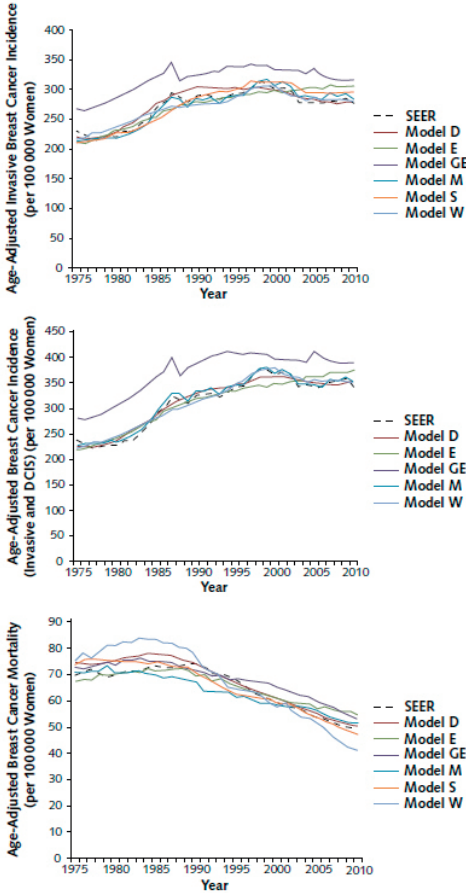 Age-Adjusted Invasive Breast Cancer Incidence
(per 100 000 Women)
400
350
300
250
200
150
100
50
0
1975 1980 1985 1990 1995 2000 2005 2010
Year
SEER
Model D
Model E
Model GE
Model M
Model S
Model W
Age-Adjusted Breast Cancer Incidence
(Invasive and DCIS) (per 100 000 Women)
450
400
350
300
250
200
150
100
50
0
1975 1980 1985 1990 1995 2000 2005 2010
Year
SEER
Model D
Model E
Model GE
Model M
Model W
Age-Adjusted Breast Cancer Mortality
(per 100 000 Women)
90
80
70
60
50
40
30
20
10
0
1975 1980 1985 1990 1995 2000 2005 2010
Year
SEER
Model D
Model E
Model GE
Model M
Model S
Model W